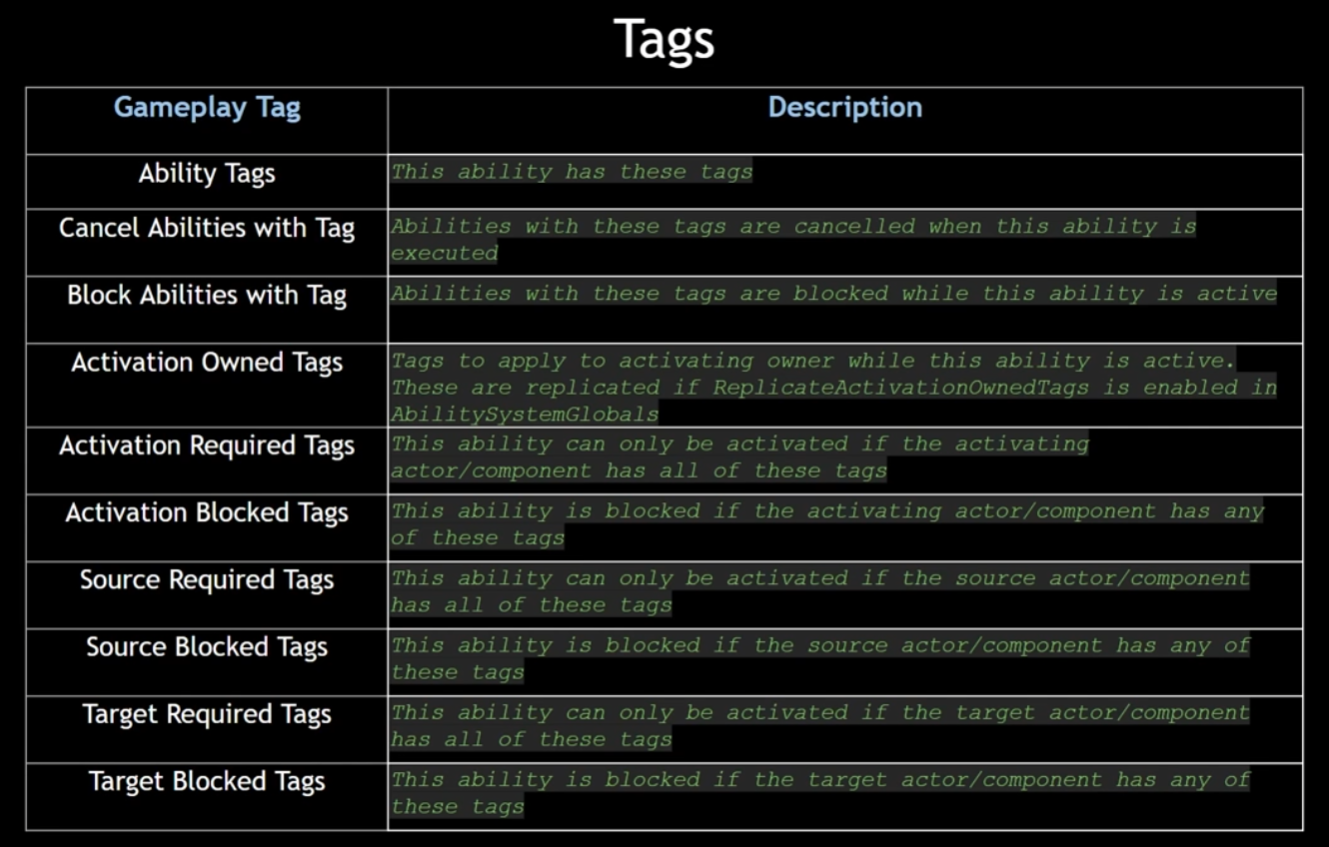 Tags
Gameplay Tag
Description
Ability Tags
This ability has these tags
Cancel Abilities with Tag
Abilities with these tags are cancelled when this ability is
executed
Block Abilities with Tag
Abilities with these tags are blocked while this ability is active
Activation Owned Tags
Tags to apply to activating owner while this ability is active.
These are replicated if ReplicateActivationOwnedTags is enabled in
AbilitySystemGlobals
Activation Required Tags
This ability can only be activated if the activating
actor/component has all of these tags
Activation Blocked Tags
This ability is blocked if the activating actor/component has any
of these tags
Source Required Tags
This ability can only be activated if the source actor/component
has all of these tags
Source Blocked Tags
This ability is blocked if the source actor/component has any of
these tags
Target Required Tags
This ability can only be activated if the target actor/component
has all of these tags
Target Blocked Tags
This ability is blocked if the target actor/component has any of
these tags